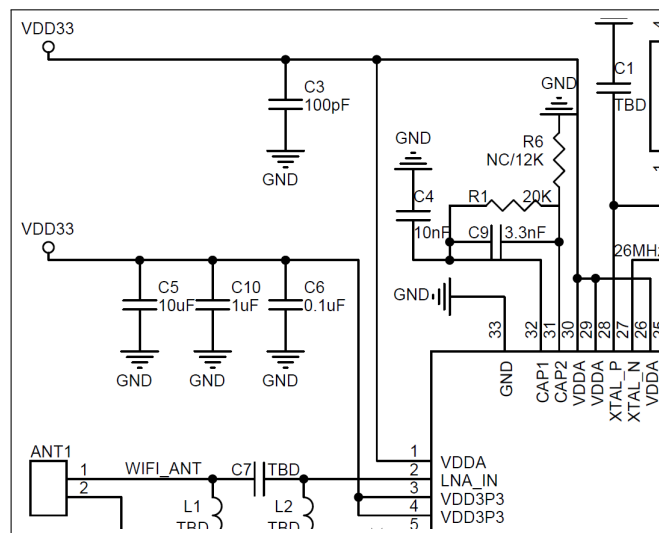 VDD33
C3
100pF
GND
C1
TBD
GND
R6
NC/12K
GND
C4
10nF
R1
20K
C9
3.3nF
VDD33
C5
10uF
C10
1uF
C6
0.1uF
GND
GND
GND
GND
26MHz
33
32
31
30
29
28
27
26
25
GND
CAP1
CAP2
VDDA
VDDA
XTAL_P
XTAL_N
VDDA
ANT1
1
2
WIFI_ANT
C7
TBD
L1
TBD
L2
TBD
1
2
3
4
5
VDDA
LNA_IN
VDD3P3
VDD3P3